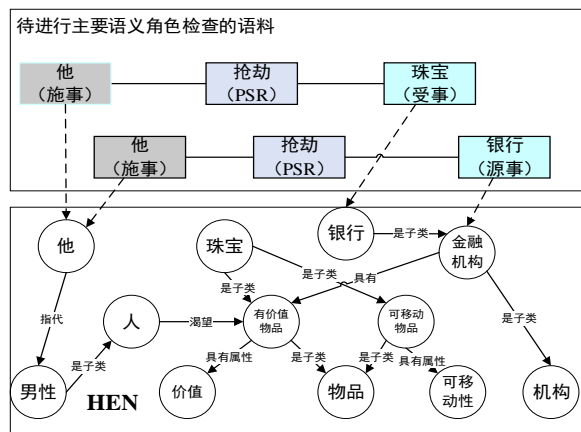 待进行主要语义角色检查的语料
他
（施事）
抢劫
（PSR）
珠宝
（受事）
他
（施事）
抢劫
（PSR）
银行
（源事）
他
珠宝
银行
是子类
金融
机构
是子类
是子类
具有
指代
人
渴望
有价值
物品
可移动
物品
是子类
是子类
具有属性
是子类
是子类
具有属性
男性
HEN
价值
物品
可移
动性
机构